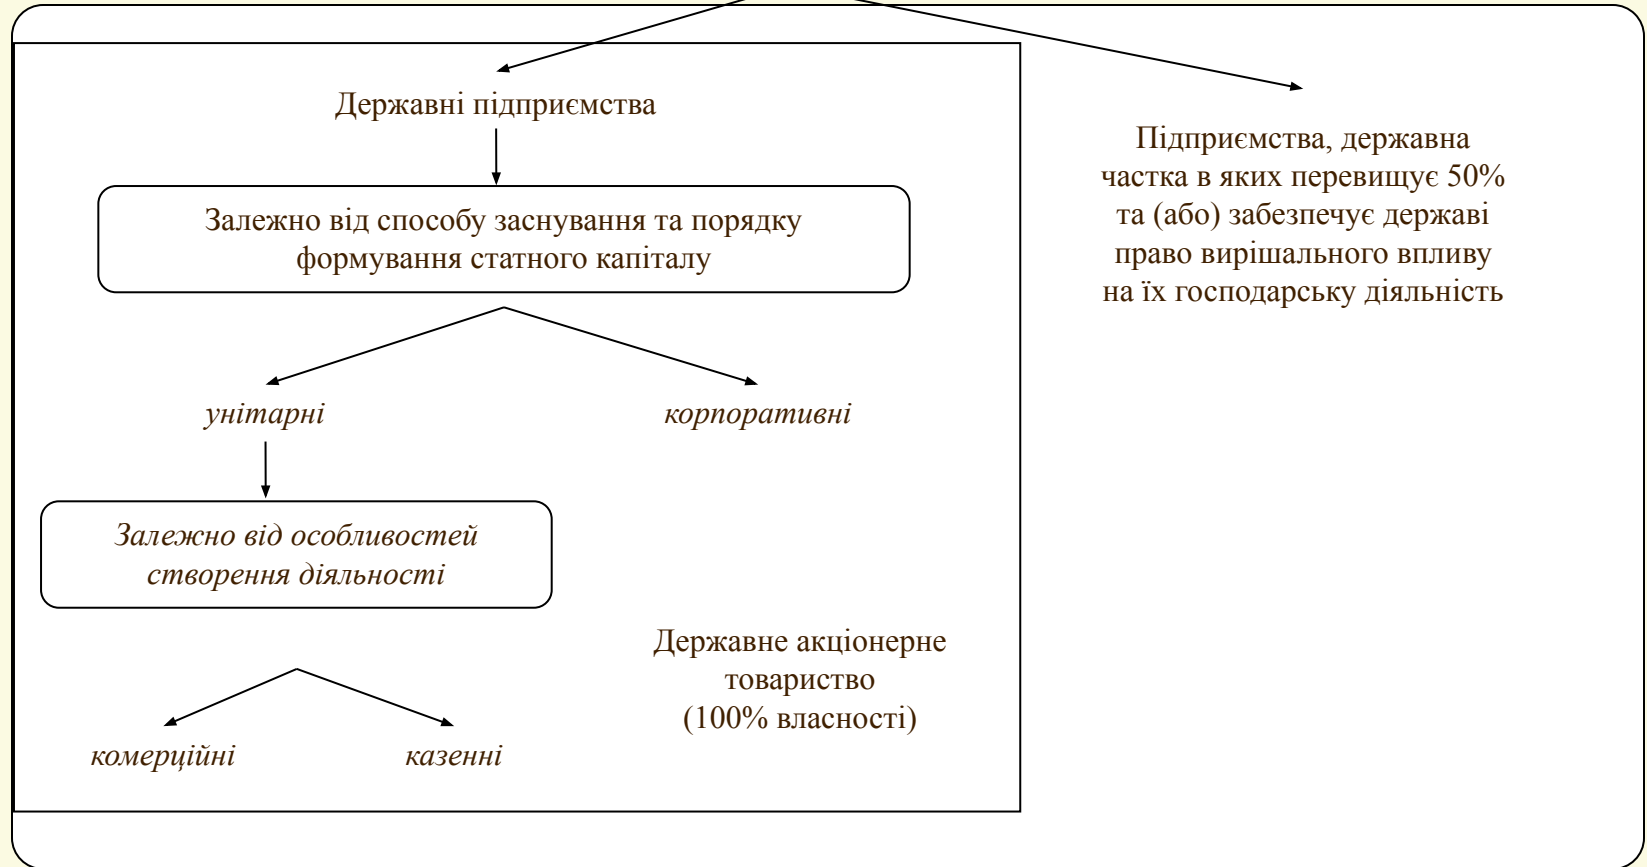 Державні підприємства
Залежно від способу заснування та порядку
формування статного капіталу
унітарні
корпоративні
Залежно від особливостей
створення діяльності
комерційні
казенні
Державне акціонерне
товариство
(100% власності)
Підприємства, державна
частка в яких перевищує 50%
та (або) забезпечує державі
право вирішального впливу
на їх господарську діяльність